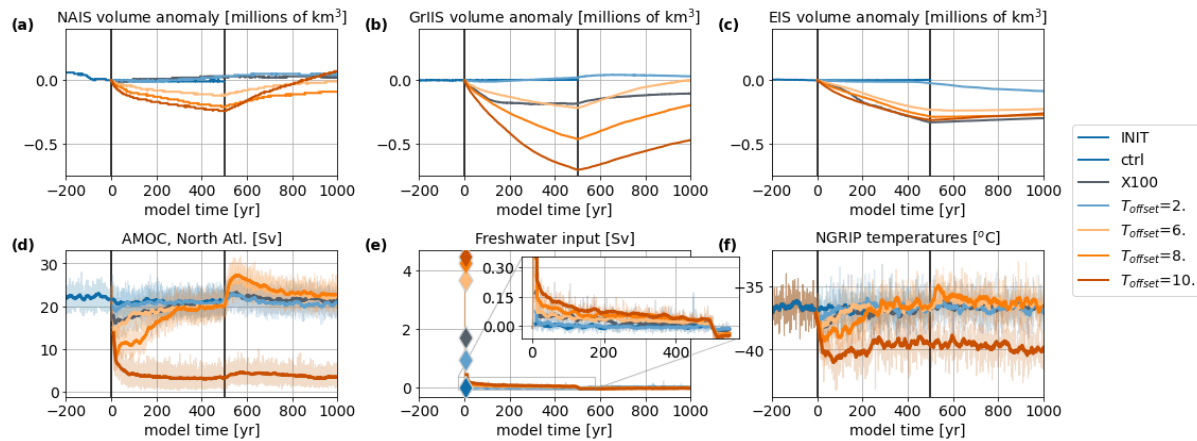 (a) NAIS volume anomaly [millions of km³]
0.0
−0.5
−200 0 200 400 600 800 1000
model time [yr]
(b) GrIIS volume anomaly [millions of km³]
0.0
−0.5
−200 0 200 400 600 800 1000
model time [yr]
(c) EIS volume anomaly [millions of km³]
0.0
−0.5
−200 0 200 400 600 800 1000
model time [yr]
INIT
ctrl
X100
T_offset=2.
T_offset=6.
T_offset=8.
T_offset=10.
(d) AMOC, North Atl. [Sv]
30
20
10
0
−200 0 200 400 600 800 1000
model time [yr]
(e) Freshwater input [Sv]
4
2
0
0.30
0.15
0.00
0 200 400
−200 0 200 400 600 800 1000
model time [yr]
(f) NGRIP temperatures [°C]
−35
−40
−200 0 200 400 600 800 1000
model time [yr]